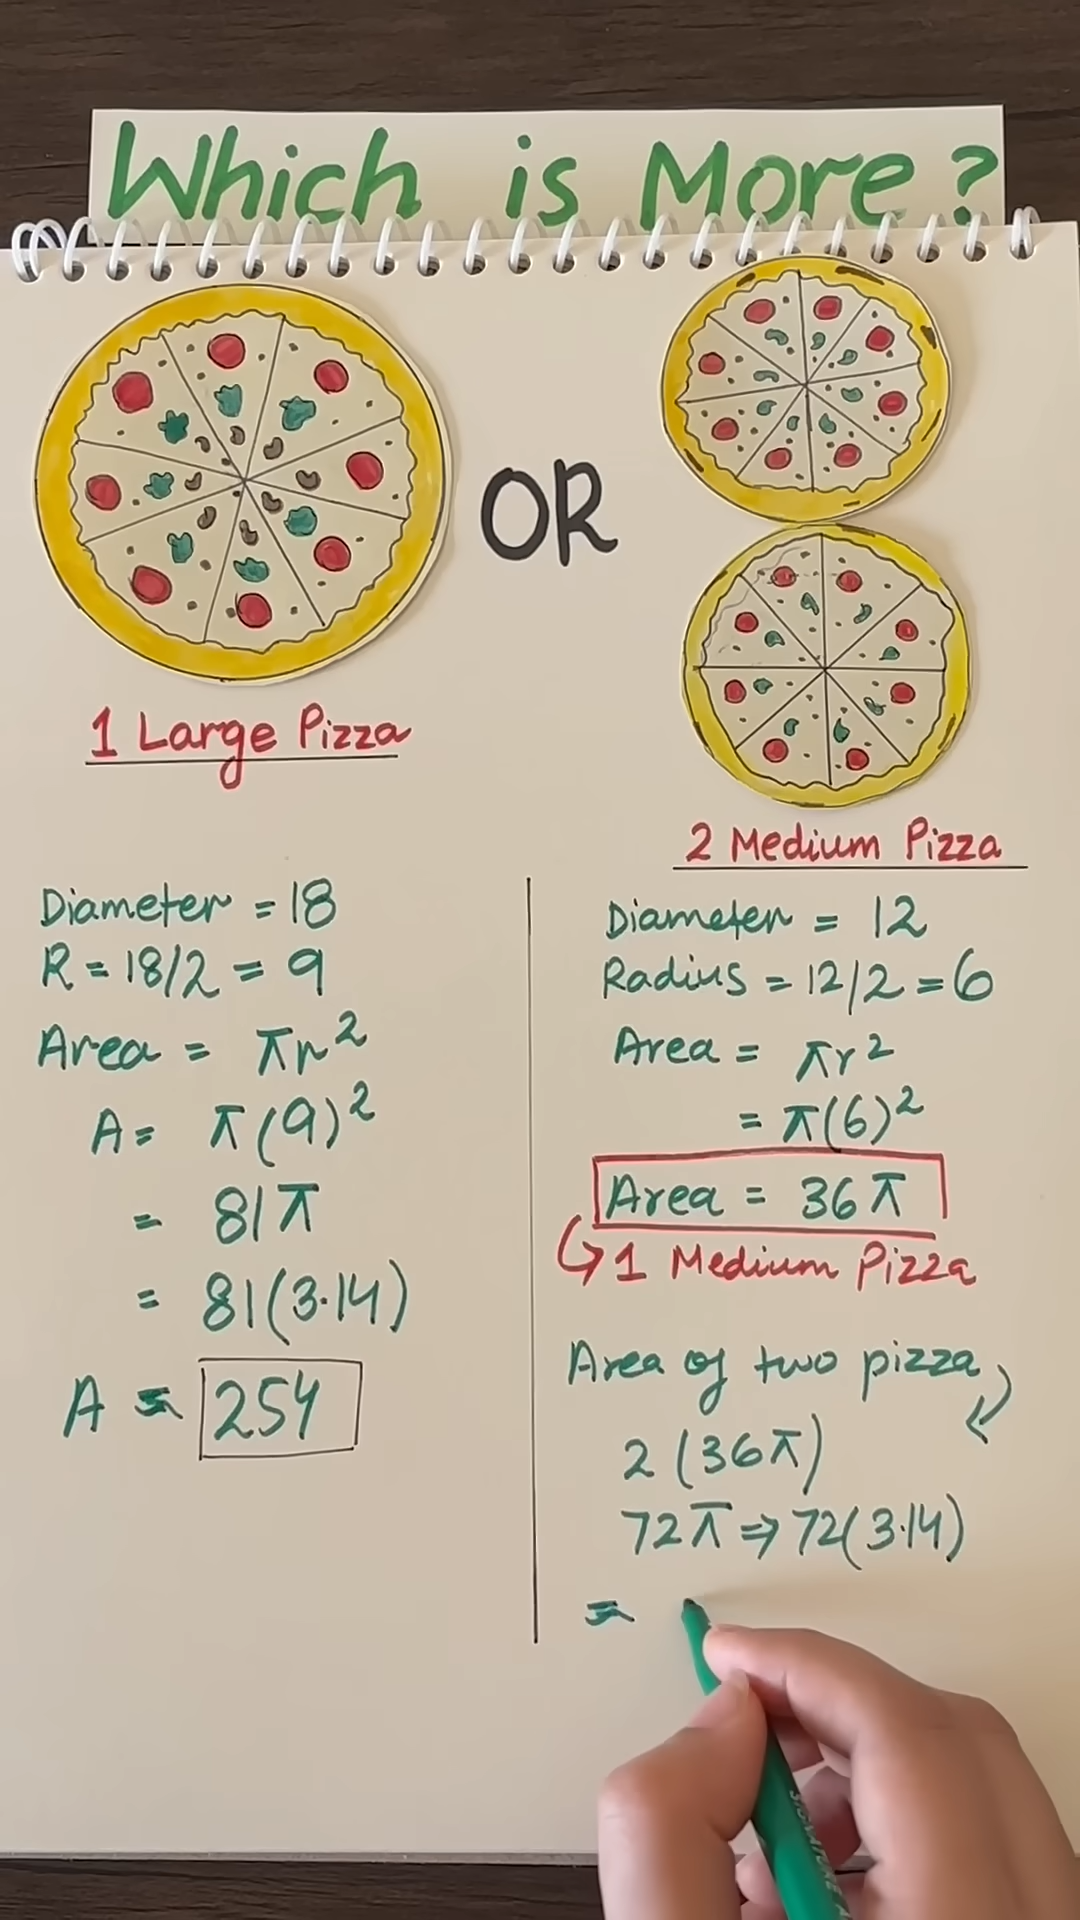 Which is More?
OR
1 Large Pizza
2 Medium Pizza
Diameter = 18
R = 18/2 = 9
Area = πr²
A = π(9)²
= 81π
= 81(3.14)
A ≈ 254
Diameter = 12
Radius = 12/2 = 6
Area = πr²
= π(6)²
Area = 36π
↳ 1 Medium Pizza
Area of two pizza
2(36π)
72π ⇒ 72(3.14)
≈